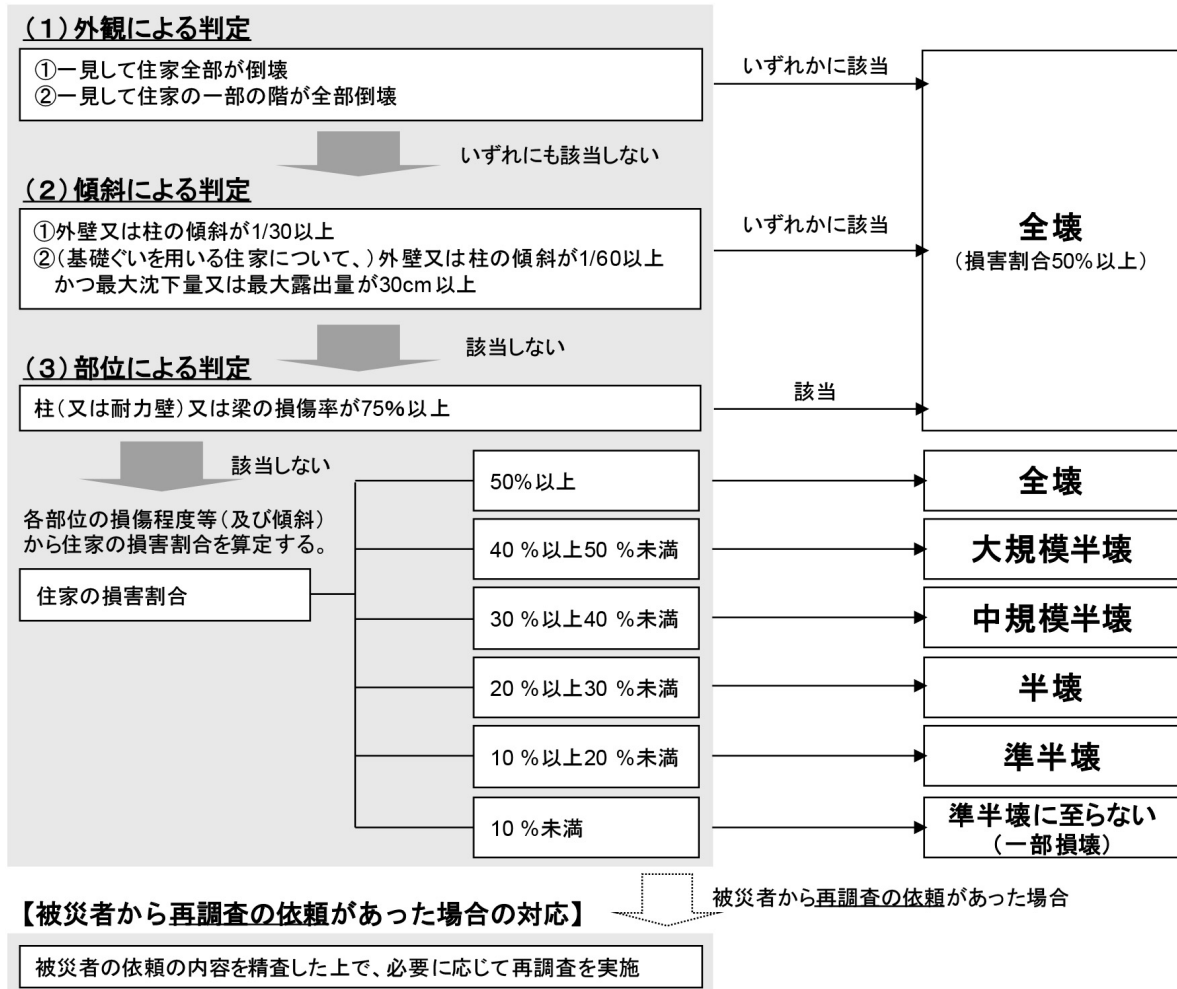 (1)外観による判定
①一見して住家全部が倒壊
②一見して住家の一部の階が全部倒壊
いずれかに該当
いずれにも該当しない
(2)傾斜による判定
①外壁又は柱の傾斜が1/30以上
②(基礎ぐいを用いる住家について、)外壁又は柱の傾斜が1/60以上
かつ最大沈下量又は最大露出量が30cm以上
いずれかに該当
全壊
(損害割合50%以上)
該当しない
(3)部位による判定
柱(又は耐力壁)又は梁の損傷率が75%以上
該当
該当しない
各部位の損傷程度等(及び傾斜)
から住家の損害割合を算定する。
住家の損害割合
50%以上
全壊
40 %以上50 %未満
大規模半壊
30 %以上40 %未満
中規模半壊
20 %以上30 %未満
半壊
10 %以上20 %未満
準半壊
10 %未満
準半壊に至らない
(一部損壊)
被災者から再調査の依頼があった場合
【被災者から再調査の依頼があった場合の対応】
被災者の依頼の内容を精査した上で、必要に応じて再調査を実施